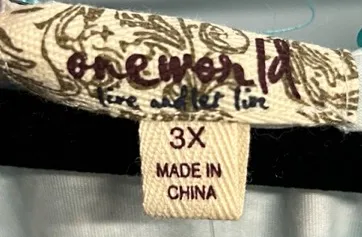 oneworld
live and let live
3X
MADE IN
CHINA